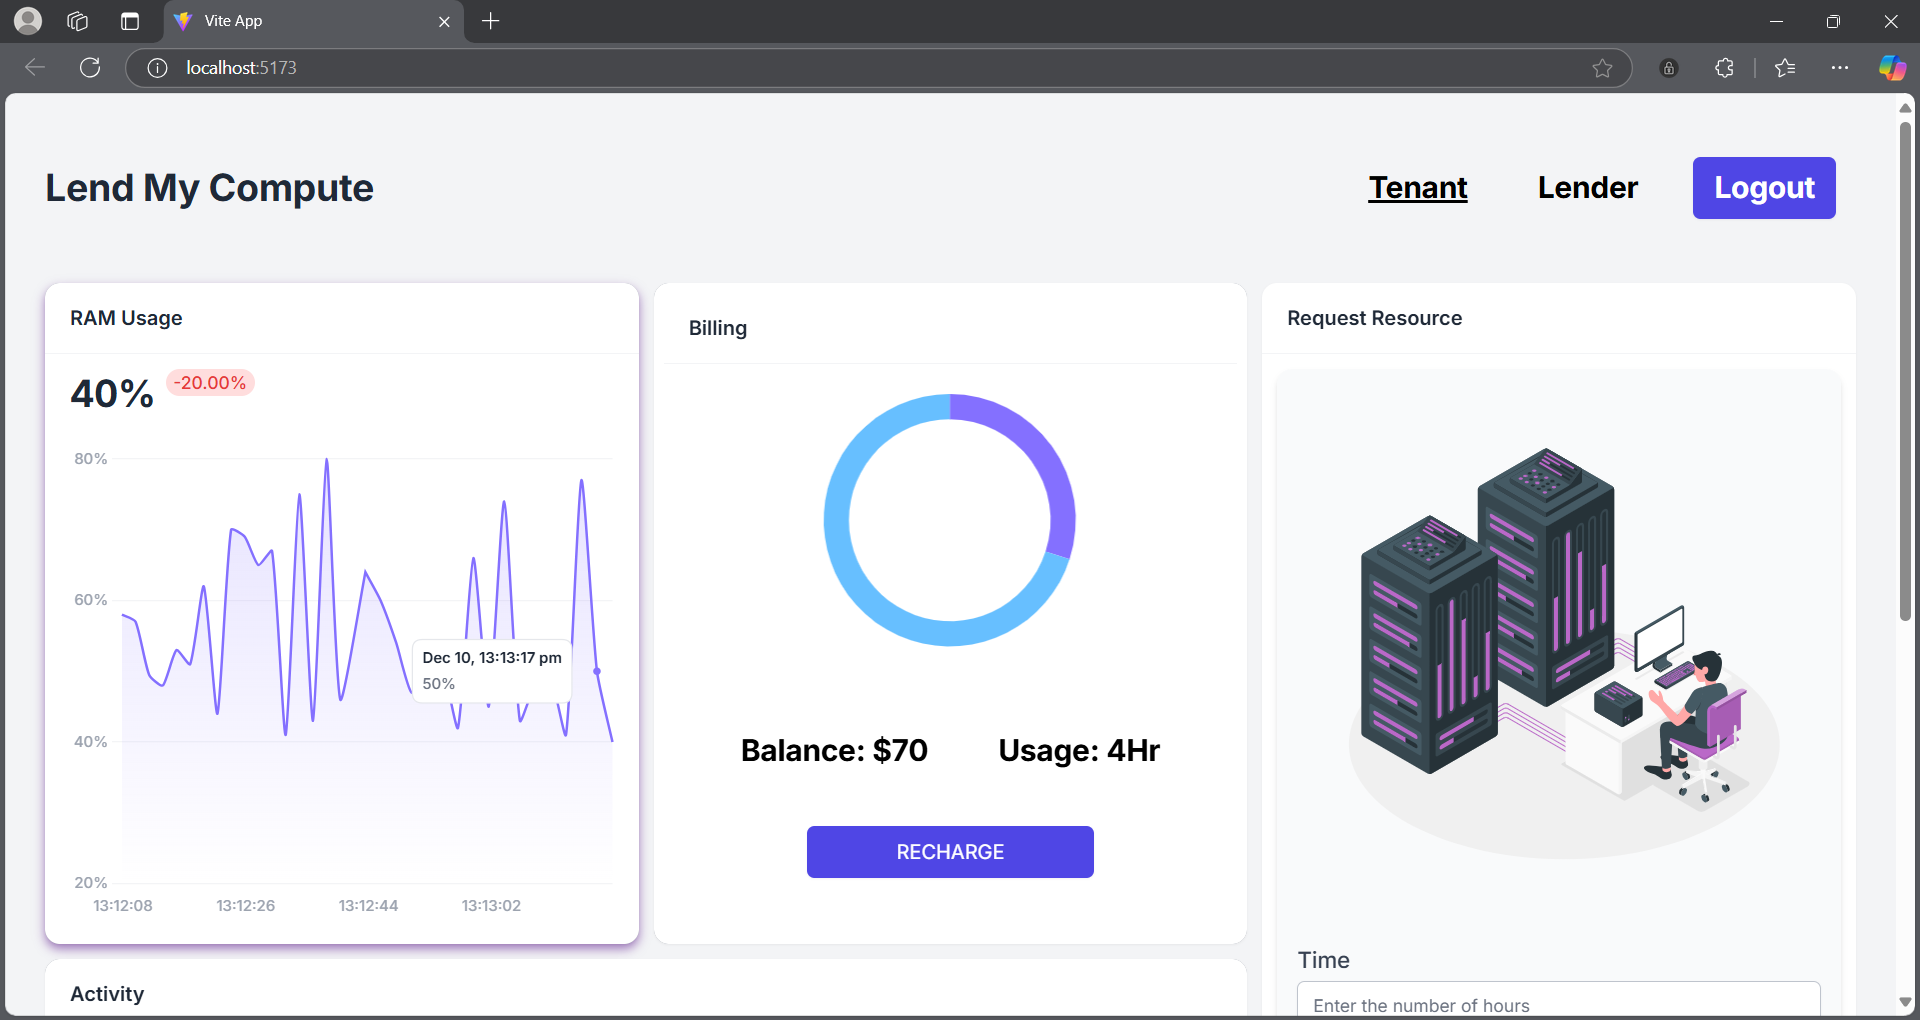 Vite App
localhost:5173
Lend My Compute
Tenant
Lender
Logout
RAM Usage
40%
-20.00%
80%
60%
40%
20%
Dec 10, 13:13:17 pm
50%
13:12:08
13:12:26
13:12:44
13:13:02
Billing
Balance: $70
Usage: 4Hr
RECHARGE
Request Resource
Time
Enter the number of hours
Activity